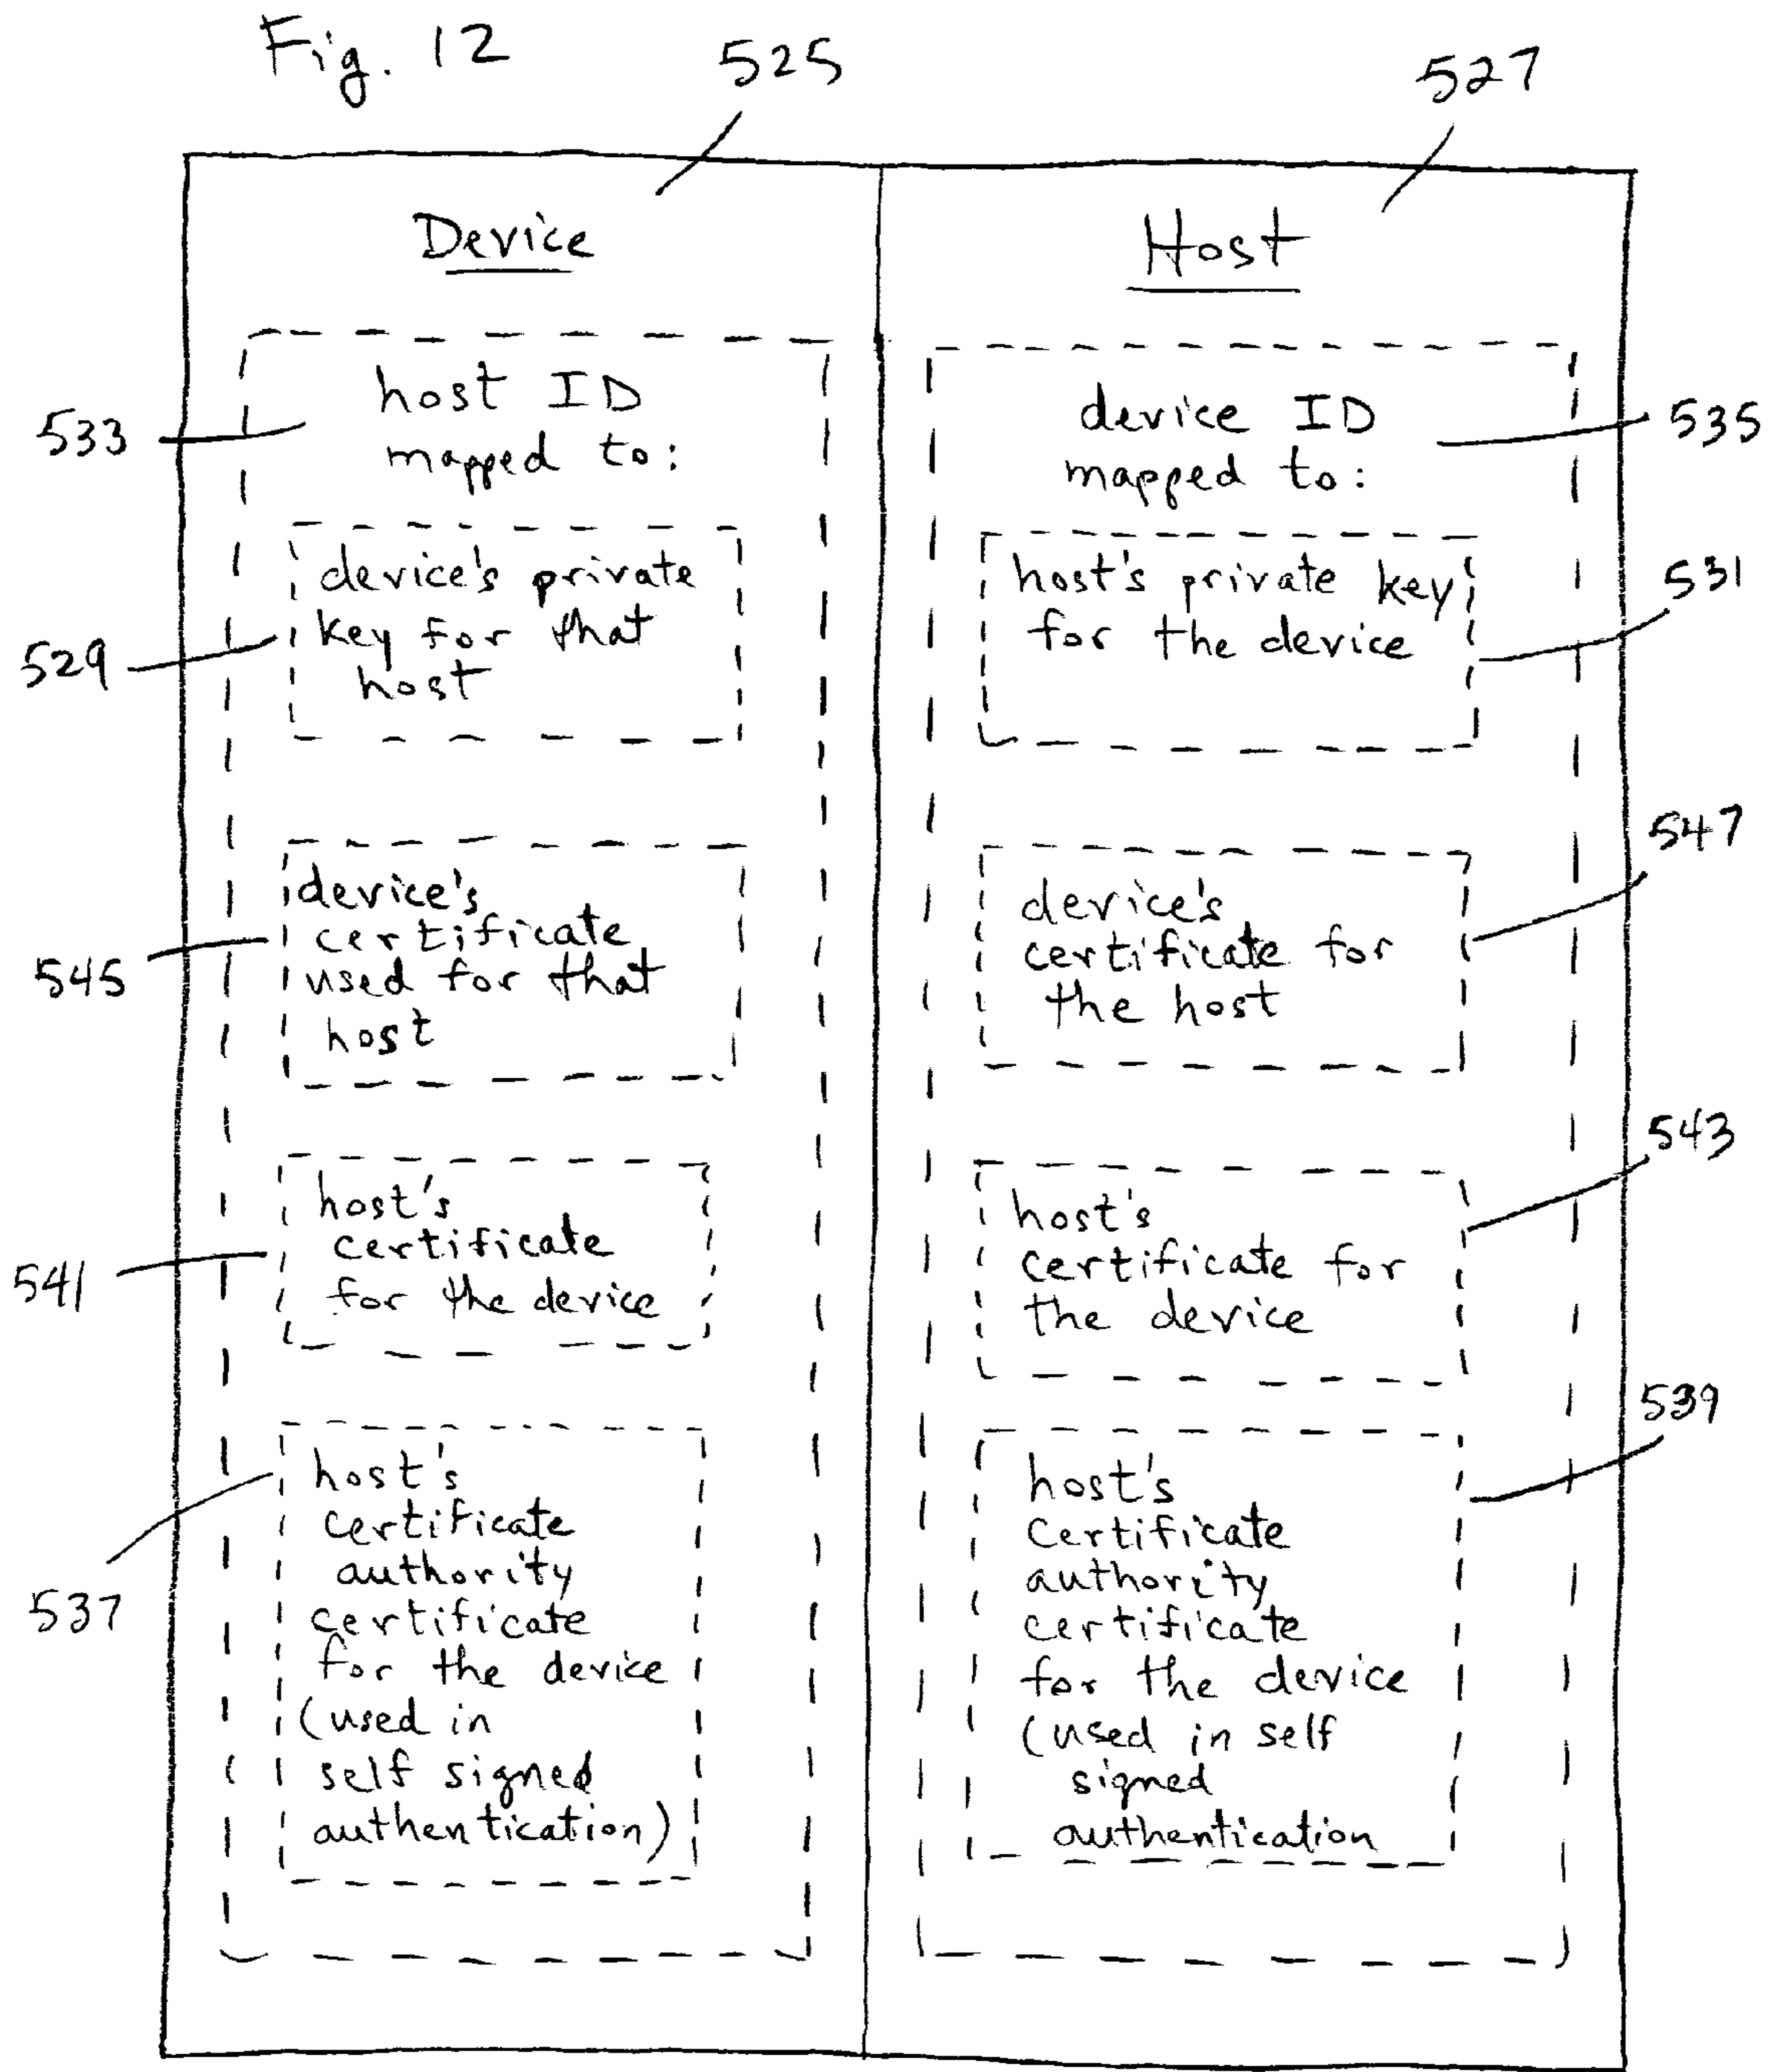 Fig. 12
525
527
Device
host ID
mapped to:
533
device's private
key for that
host
529
device's
certificate
used for that
host
545
host's
certificate
for the device
541
host's
certificate
authority
certificate
for the device
(used in
self signed
authentication)
537
Host
device ID
mapped to:
535
host's private key
for the device
531
device's
certificate for
the host
547
host's
certificate for
the device
543
host's
certificate
authority
certificate
for the device
(used in self
signed
authentication
539